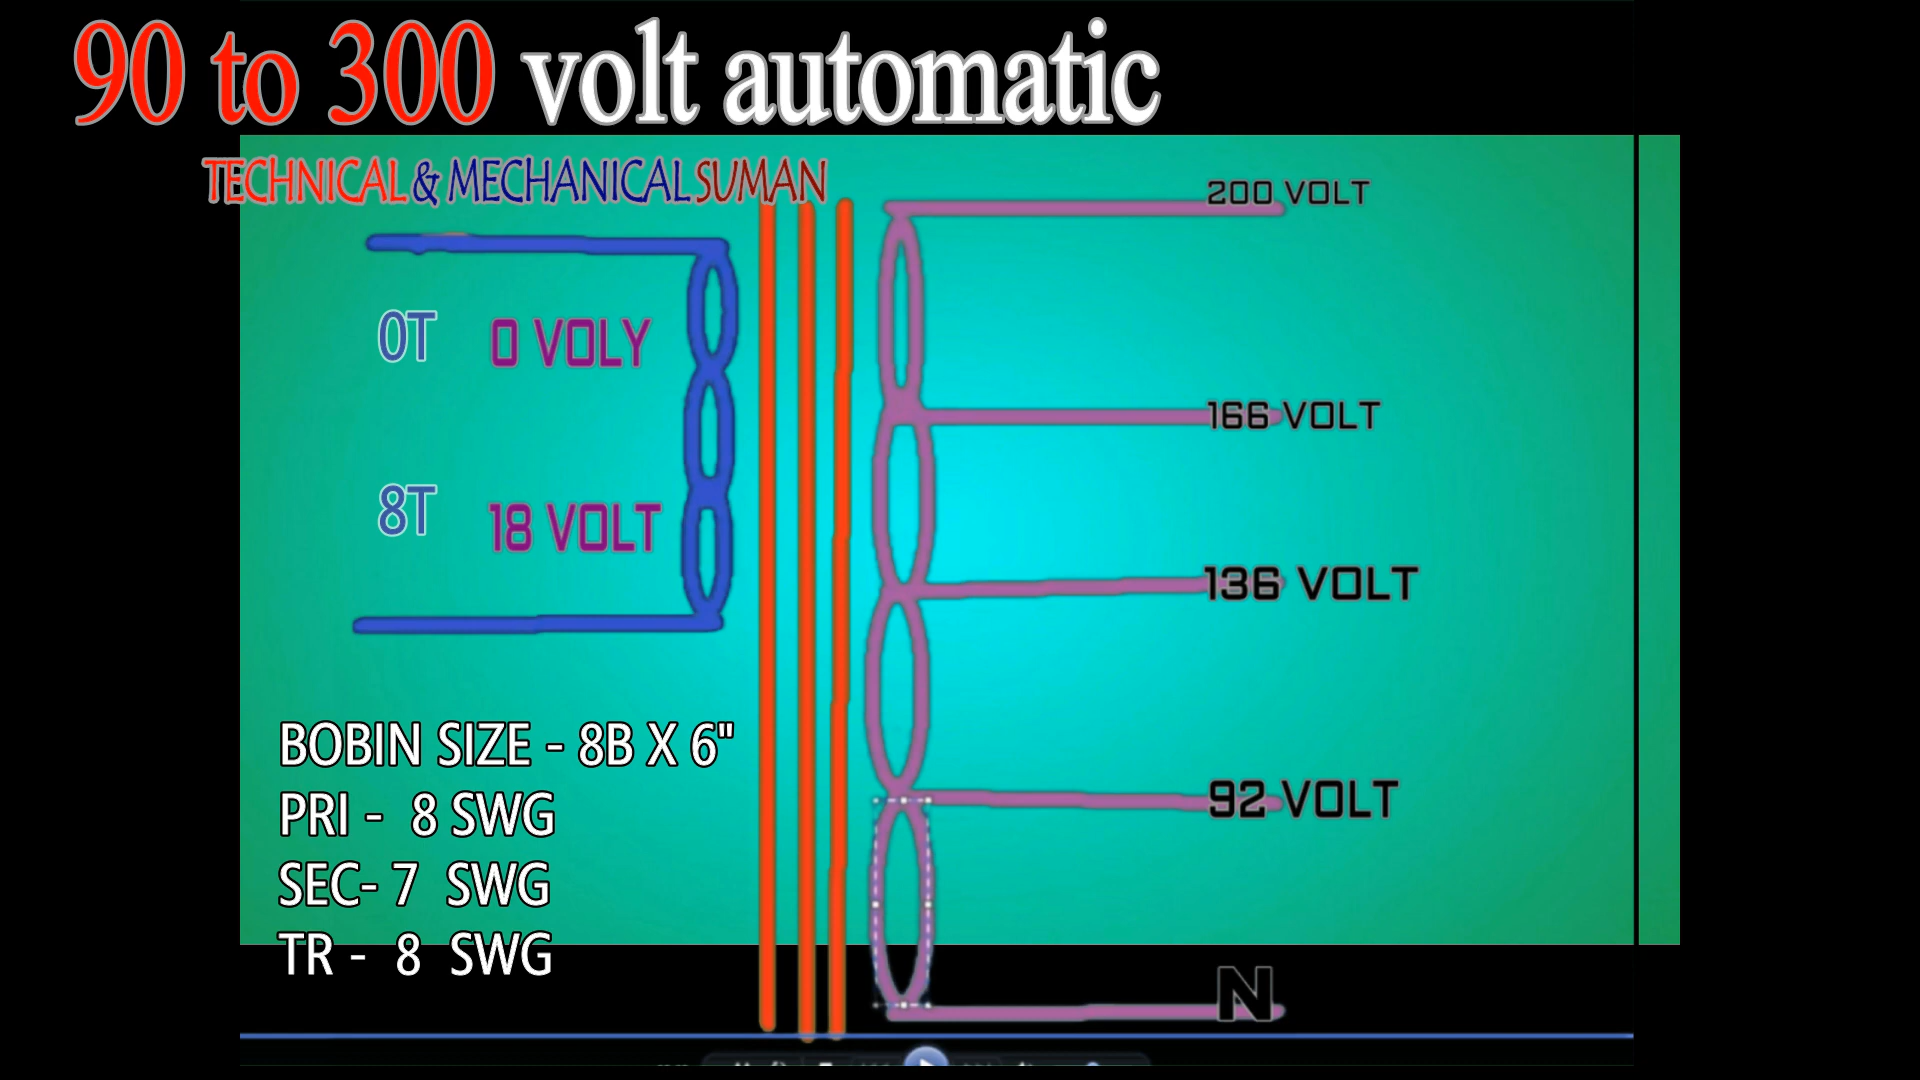 90 to 300 volt automatic
TECHNICAL & MECHANICAL SUMAN
200 VOLT
0T 0 VOLY
166 VOLT
8T 18 VOLT
136 VOLT
BOBIN SIZE - 8B X 6"
92 VOLT
PRI - 8 SWG
SEC- 7 SWG
TR - 8 SWG
N